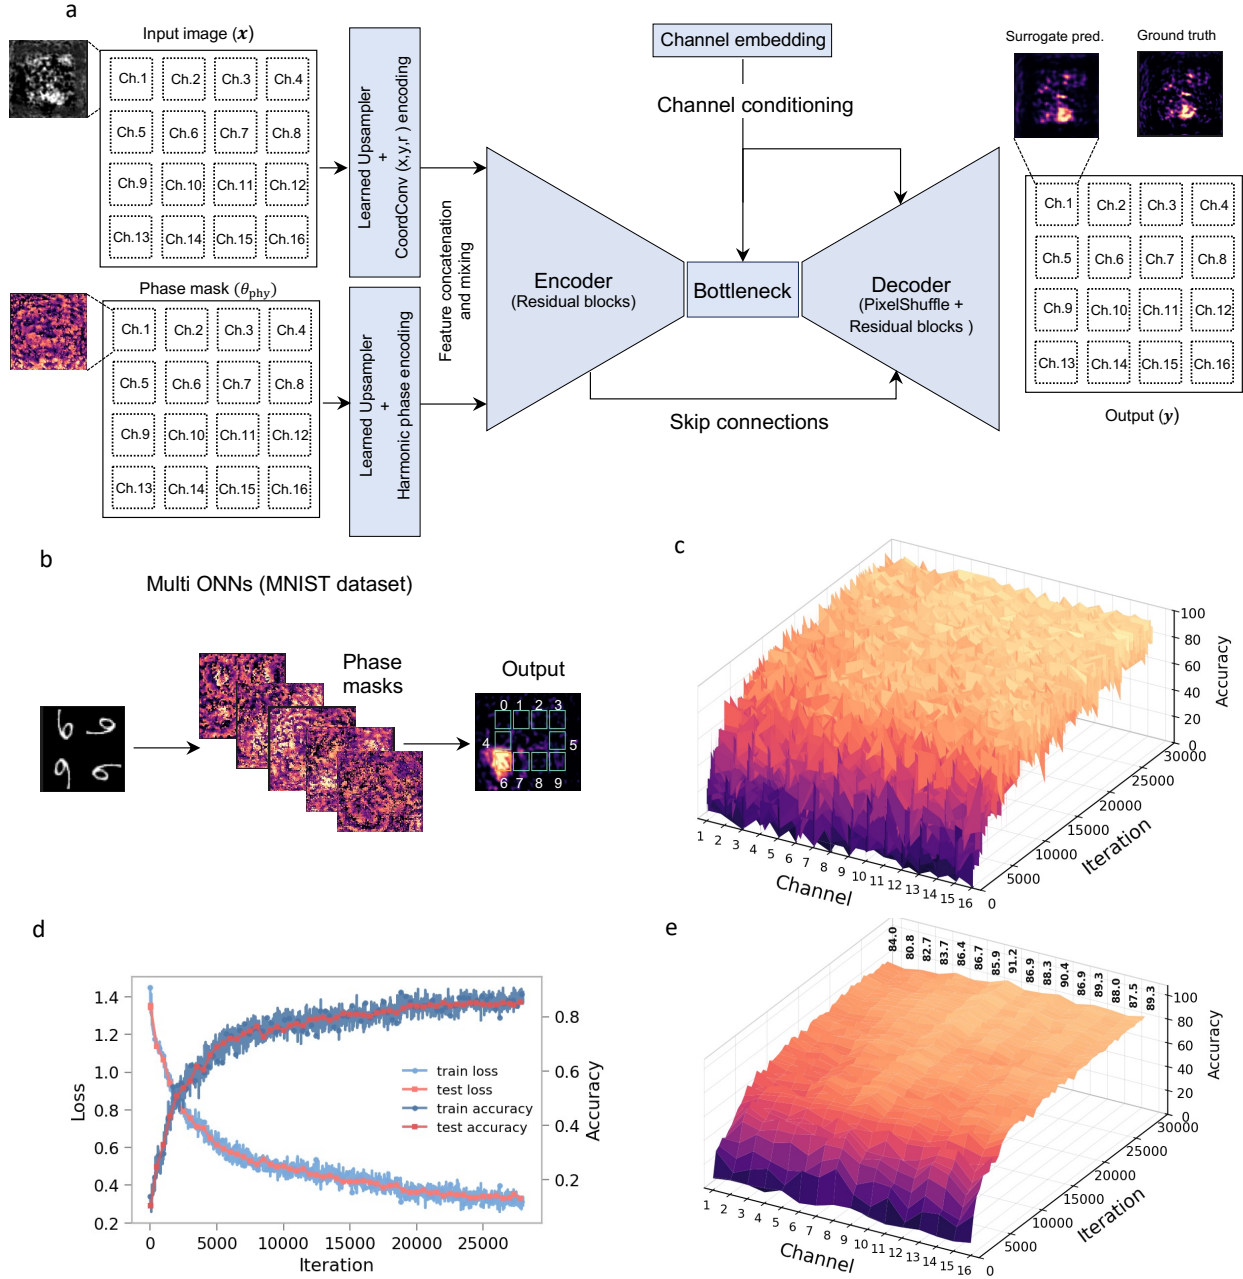 a
Input image (x)
Ch.1 Ch.2 Ch.3 Ch.4
Ch.5 Ch.6 Ch.7 Ch.8
Ch.9 Ch.10 Ch.11 Ch.12
Ch.13 Ch.14 Ch.15 Ch.16
Phase mask (θphy)
Ch.1 Ch.2 Ch.3 Ch.4
Ch.5 Ch.6 Ch.7 Ch.8
Ch.9 Ch.10 Ch.11 Ch.12
Ch.13 Ch.14 Ch.15 Ch.16
Learned Upsampler
+
CoordConv (x,y,r ) encoding
Learned Upsampler
+
Harmonic phase encoding
Feature concatenation
and mixing
Channel embedding
Channel conditioning
Encoder
(Residual blocks)
Bottleneck
Decoder
(PixelShuffle +
Residual blocks )
Skip connections
Surrogate pred. Ground truth
Ch.1 Ch.2 Ch.3 Ch.4
Ch.5 Ch.6 Ch.7 Ch.8
Ch.9 Ch.10 Ch.11 Ch.12
Ch.13 Ch.14 Ch.15 Ch.16
Output (y)
b
Multi ONNs (MNIST dataset)
6 9
9 6
Phase
masks
Output
0 1 2 3
4 5
6 7 8 9
c
100
80
60
40
20
0
Accuracy
30000
25000
20000
15000
10000
5000
0
Iteration
1 2 3 4 5 6 7 8 9 10 11 12 13 14 15 16
Channel
d
1.4
1.2
1.0
0.8
0.6
0.4
0.2
Loss
0.8
0.6
0.4
0.2
Accuracy
train loss
test loss
train accuracy
test accuracy
0 5000 10000 15000 20000 25000
Iteration
e
84.0 80.8 82.7 83.7 86.4 86.7 85.9 91.2 86.9 88.3 90.4 86.9 89.3 88.0 87.5 89.3
100
80
60
40
20
0
Accuracy
30000
25000
20000
15000
10000
5000
0
Iteration
1 2 3 4 5 6 7 8 9 10 11 12 13 14 15 16
Channel